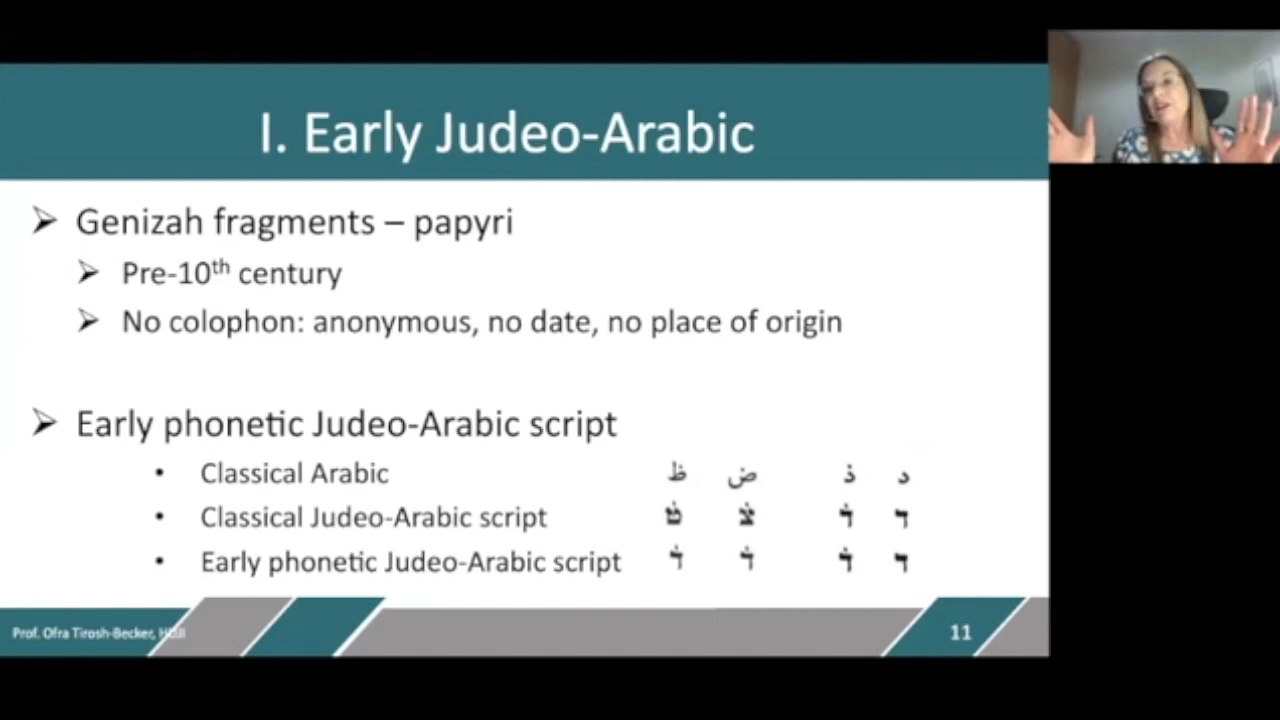 I. Early Judeo-Arabic
Genizah fragments – papyri
Pre-10th century
No colophon: anonymous, no date, no place of origin
Early phonetic Judeo-Arabic script
Classical Arabic ظ ض ذ د
Classical Judeo-Arabic script טׄ צׄ דׄ ד
Early phonetic Judeo-Arabic script דׄ דׄ דׄ ד
Prof. Ofra Tirosh-Becker, HUJI
11